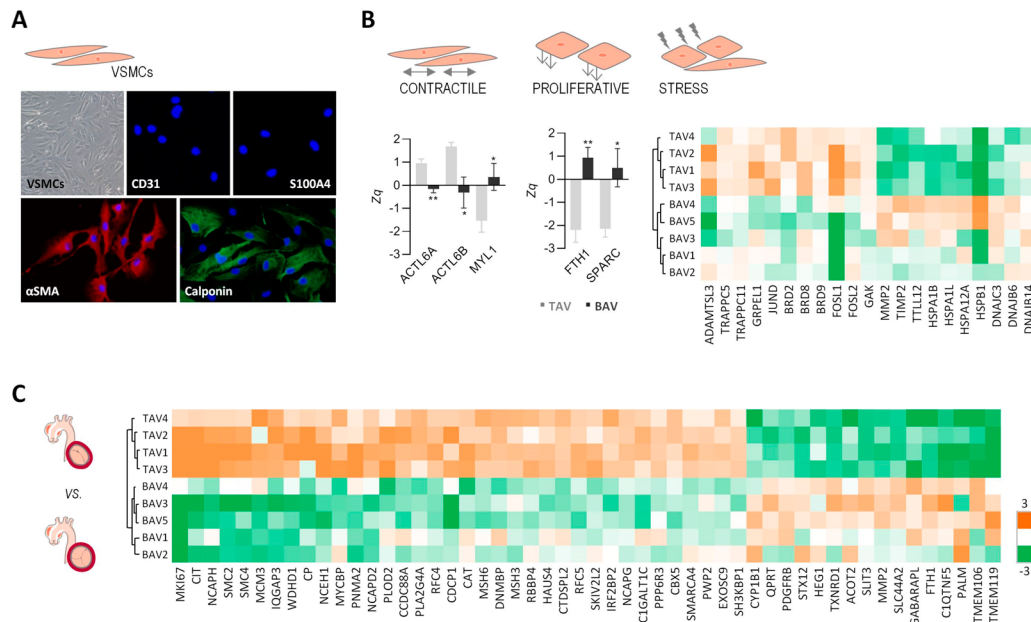 A
VSMCs
VSMCs
CD31
S100A4
αSMA
Calponin
B
CONTRACTILE
PROLIFERATIVE
STRESS
2
1
0
-1
-2
-3
Zq
**
*
*
ACTL6A
ACTL6B
MYL1
2
1
0
-1
-2
-3
Zq
**
*
FTH1
SPARC
TAV
BAV
TAV4
TAV2
TAV1
TAV3
BAV4
BAV5
BAV3
BAV1
BAV2
ADAMTSL3
TRAPPC5
TRAPPC11
GRPEL1
JUND
BRD2
BRD8
BRD9
FOSL1
FOSL2
GAK
MMP2
TIMP2
TTLL12
HSPA1B
HSPA1L
HSPA12A
HSPB1
DNAJC3
DNAJB6
DNAJB14
C
VS.
TAV4
TAV2
TAV1
TAV3
BAV4
BAV3
BAV5
BAV1
BAV2
MKI67
CIT
NCAPH
SMC2
SMC4
MCM3
IQGAP3
WDHD1
CP
NCEH1
MYCBP
PNMA2
NCAPD2
PLOD2
CCDC88A
PLA2G4A
RFC4
CDCP1
CAT
MSH6
DNMBP
MSH3
RBBP4
HAUS4
CTDSPL2
RFC5
SKIV2L2
IRF2BP2
NCAPG
C1GALT1C
PPP6R3
CBX5
SMARCA4
PWP2
EXOSC9
SH3KBP1
CYP1B1
QPRT
PDGFRB
STX12
HEG1
TXNRD1
ACOT2
SLIT3
MMP2
SLC44A2
GABARAPL
FTH1
C1QTNF5
PALM
TMEM106
TMEM119
3
-3